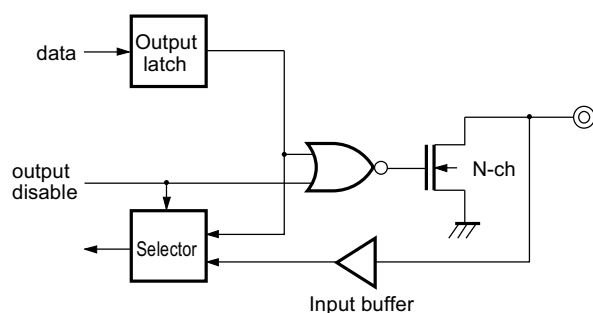 data
Output
latch
output
disable
N-ch
Selector
Input buffer